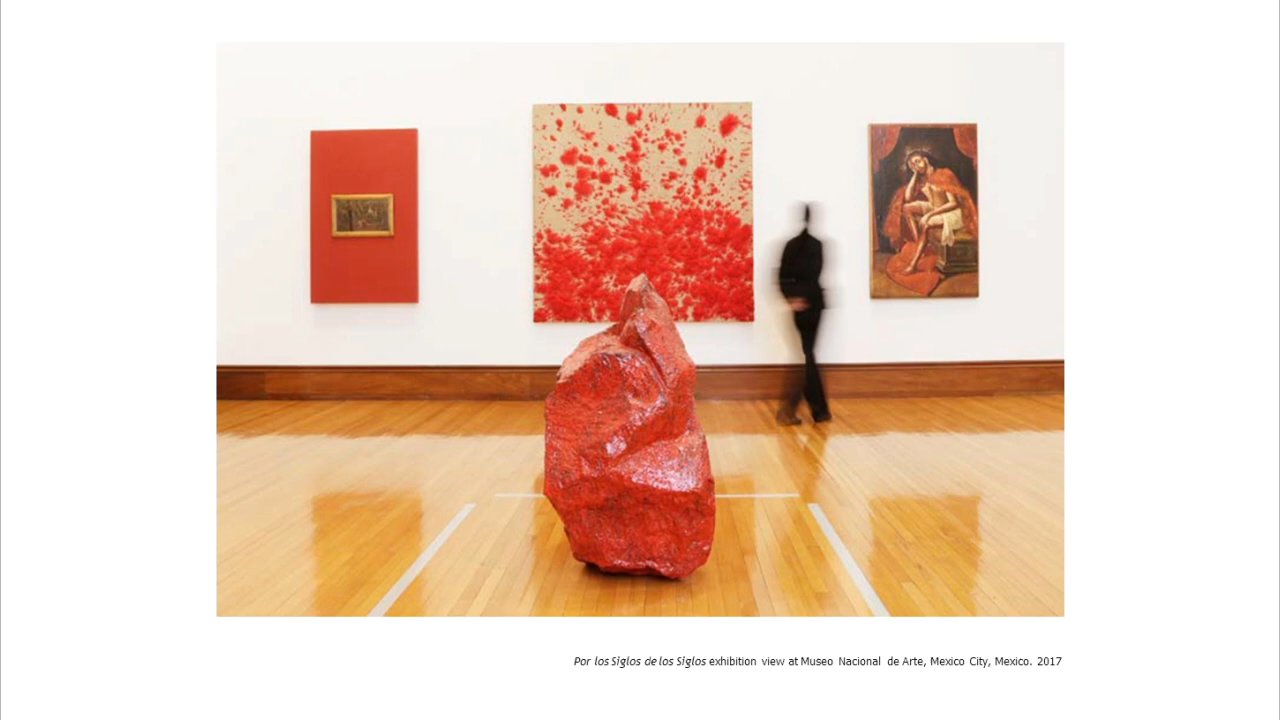 Por los Siglos de los Siglos exhibition view at Museo Nacional de Arte, Mexico City, Mexico. 2017